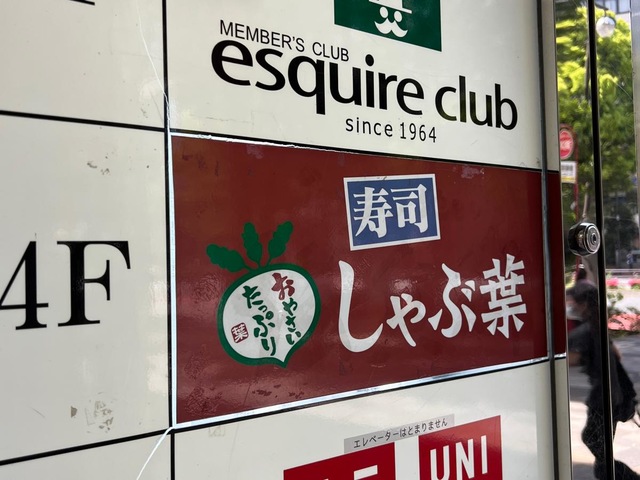 MEMBER'S CLUB
esquire club
since 1964
4F
寿司
しゃぶ葉
おやさい
たっぷり
葉
エレベーターはとまりません
UNI